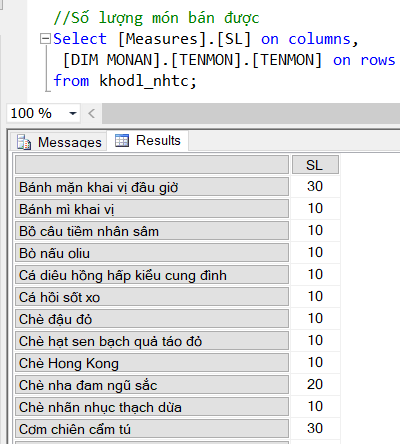 //Số lượng món bán được
Select [Measures].[SL] on columns,
[DIM MONAN].[TENMON].[TENMON] on rows
from khodl_nhtc;
100 %
Messages Results
SL
Bánh mặn khai vị đầu giờ 30
Bánh mì khai vị 10
Bồ câu tiềm nhân sâm 10
Bò nấu oliu 10
Cá diêu hồng hấp kiểu cung đình 10
Cá hồi sốt xo 10
Chè đậu đỏ 10
Chè hạt sen bạch quả táo đỏ 10
Chè Hong Kong 10
Chè nha đam ngũ sắc 20
Chè nhãn nhục thạch dừa 10
Cơm chiên cẩm tú 30